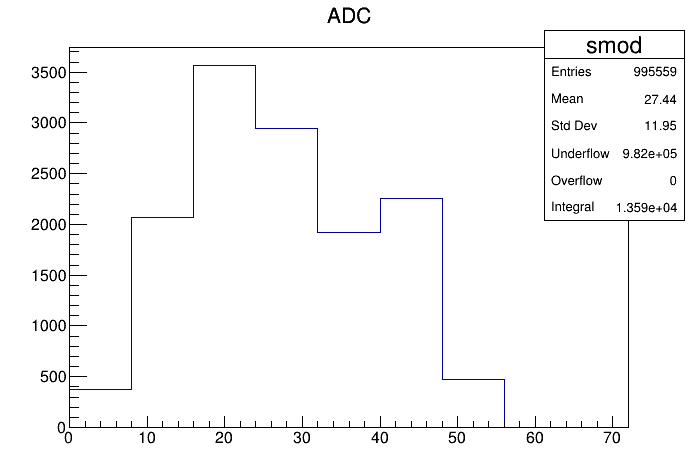 ADC
smod
Entries 995559
Mean 27.44
Std Dev 11.95
Underflow 9.82e+05
Overflow 0
Integral 1.359e+04
3500
3000
2500
2000
1500
1000
500
0
0 10 20 30 40 50 60 70